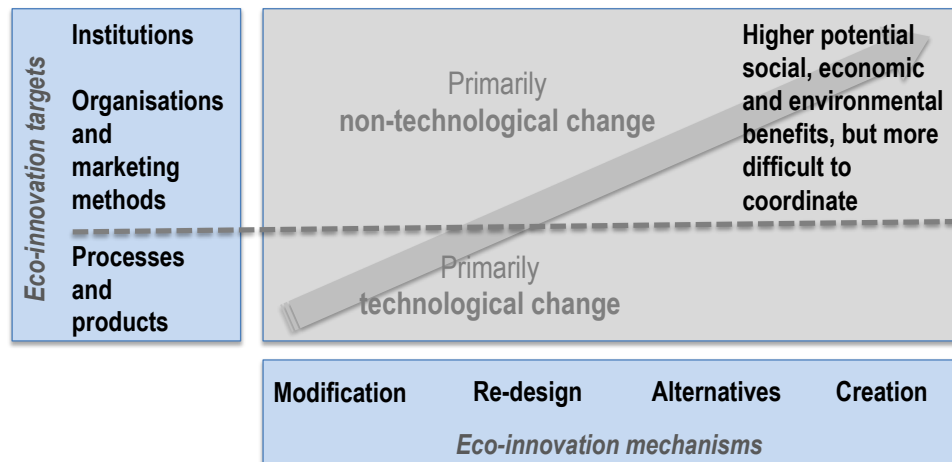 Eco-innovation targets
Institutions
Organisations
and
marketing
methods
Processes
and
products
Primarily
non-technological change
Higher potential
social, economic
and environmental
benefits, but more
difficult to
coordinate
Primarily
technological change
Modification Re-design Alternatives Creation
Eco-innovation mechanisms